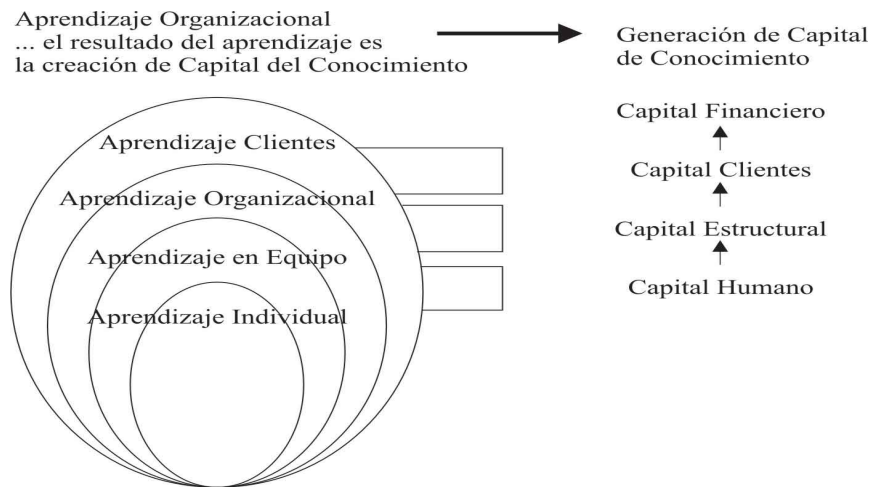 Aprendizaje Organizacional
... el resultado del aprendizaje es
la creación de Capital del Conocimiento
Generación de Capital
de Conocimiento
Aprendizaje Clientes
Aprendizaje Organizacional
Aprendizaje en Equipo
Aprendizaje Individual
Capital Financiero
Capital Clientes
Capital Estructural
Capital Humano